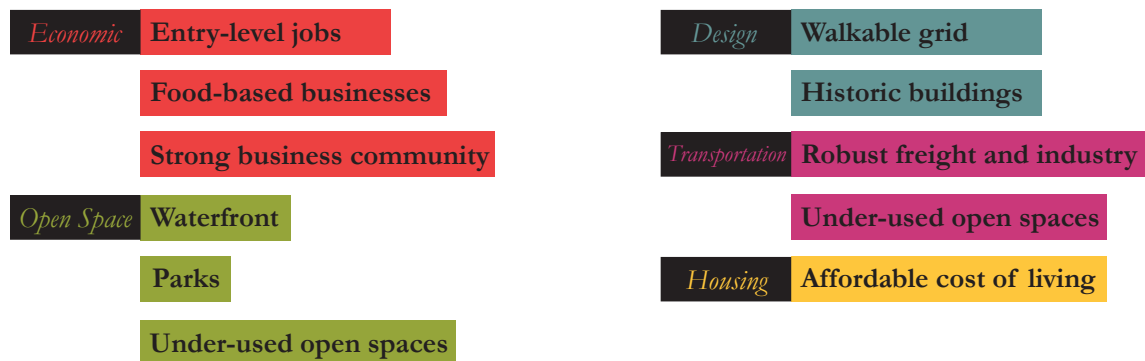 Economic Entry-level jobs
Food-based businesses
Strong business community
Open Space Waterfront
Parks
Under-used open spaces
Design Walkable grid
Historic buildings
Transportation Robust freight and industry
Under-used open spaces
Housing Affordable cost of living